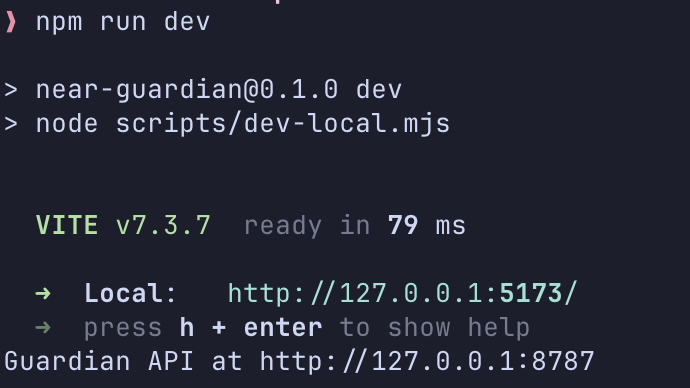 ❱ npm run dev
> near-guardian@0.1.0 dev
> node scripts/dev-local.mjs
VITE v7.3.7  ready in 79 ms
➜  Local:   http://127.0.0.1:5173/
➜  press h + enter to show help
Guardian API at http://127.0.0.1:8787